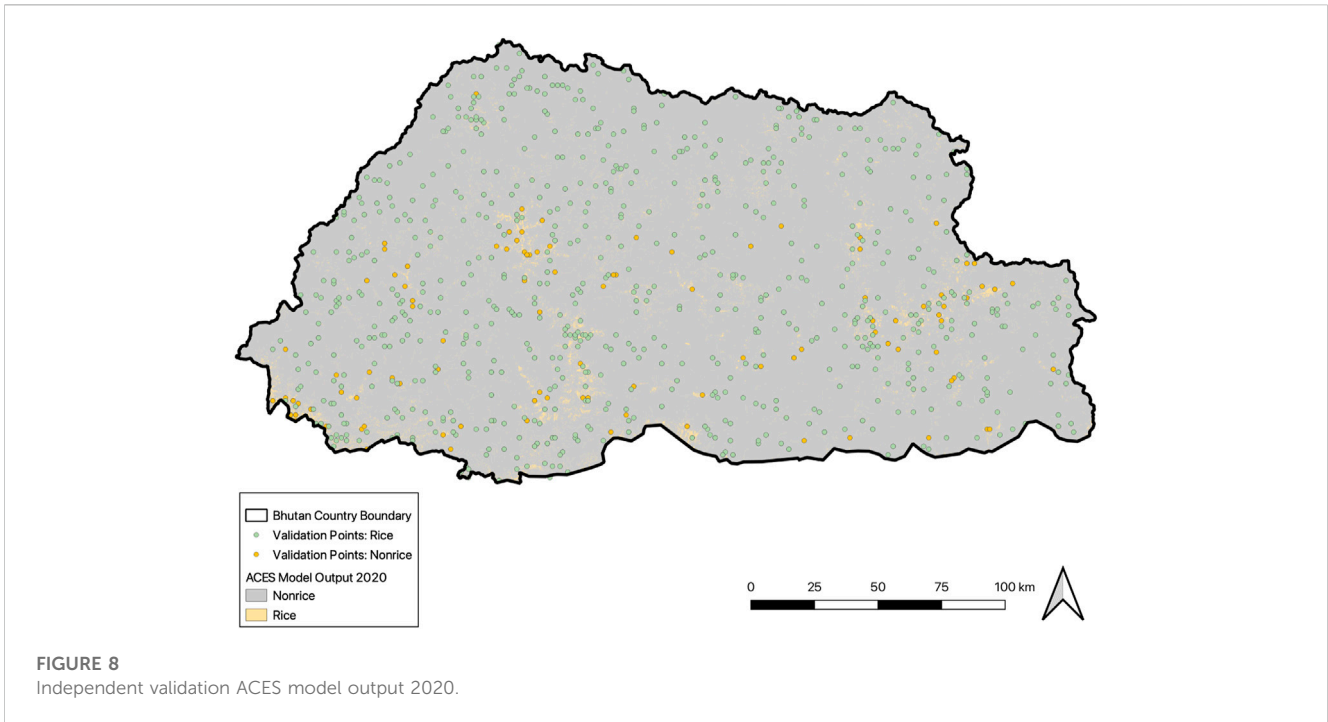 Bhutan Country Boundary
Validation Points: Rice
Validation Points: Nonrice
ACES Model Output 2020
Nonrice
Rice
0 25 50 75 100 km
FIGURE 8
Independent validation ACES model output 2020.